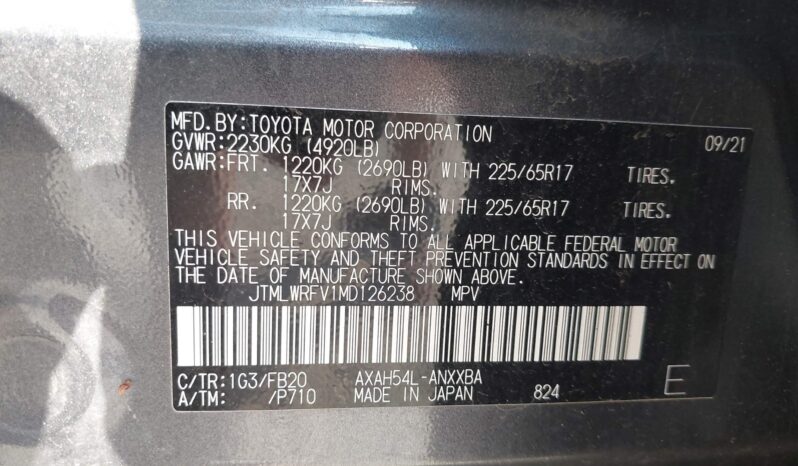 MFD.BY:TOYOTA MOTOR CORPORATION 09/21
GVWR:2230KG (4920LB)
GAWR:FRT. 1220KG (2690LB) WITH 225/65R17 TIRES.
17X7J RIMS.
RR. 1220KG (2690LB) WITH 225/65R17 TIRES.
17X7J RIMS.
THIS VEHICLE CONFORMS TO ALL APPLICABLE FEDERAL MOTOR
VEHICLE SAFETY AND THEFT PREVENTION STANDARDS IN EFFECT ON
THE DATE OF MANUFACTURE SHOWN ABOVE.
JTMLWRFV1MD126238 MPV
C/TR:1G3/FB20 AXAH54L-ANXXBA E
A/TM: /P710 MADE IN JAPAN 824